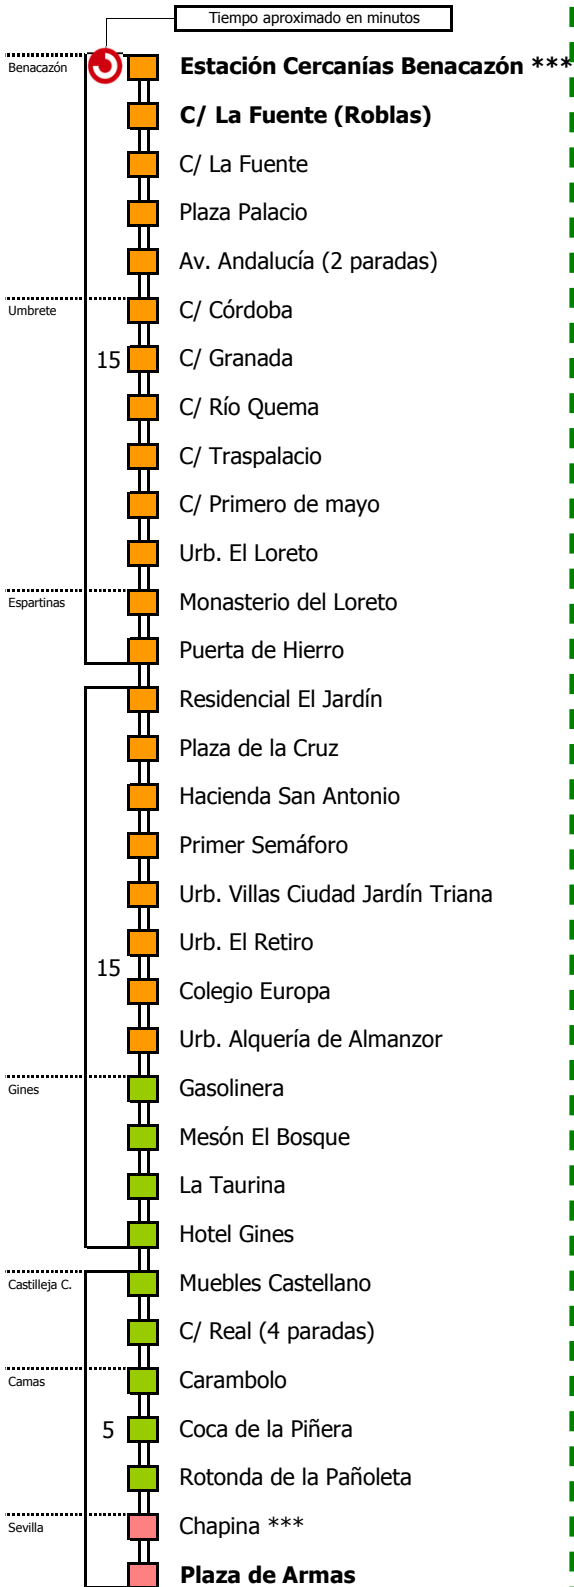 Tiempo aproximado en minutos
Benacazón
Estación Cercanías Benacazón ***
C/ La Fuente (Roblas)
C/ La Fuente
Plaza Palacio
Av. Andalucía (2 paradas)
Umbrete
C/ Córdoba
15
C/ Granada
C/ Río Quema
C/ Traspalacio
C/ Primero de mayo
Urb. El Loreto
Espartinas
Monasterio del Loreto
Puerta de Hierro
Residencial El Jardín
Plaza de la Cruz
Hacienda San Antonio
Primer Semáforo
Urb. Villas Ciudad Jardín Triana
Urb. El Retiro
15
Colegio Europa
Urb. Alquería de Almanzor
Gines
Gasolinera
Mesón El Bosque
La Taurina
Hotel Gines
Castilleja C.
Muebles Castellano
C/ Real (4 paradas)
Camas
Carambolo
5
Coca de la Piñera
Rotonda de la Pañoleta
Sevilla
Chapina ***
Plaza de Armas